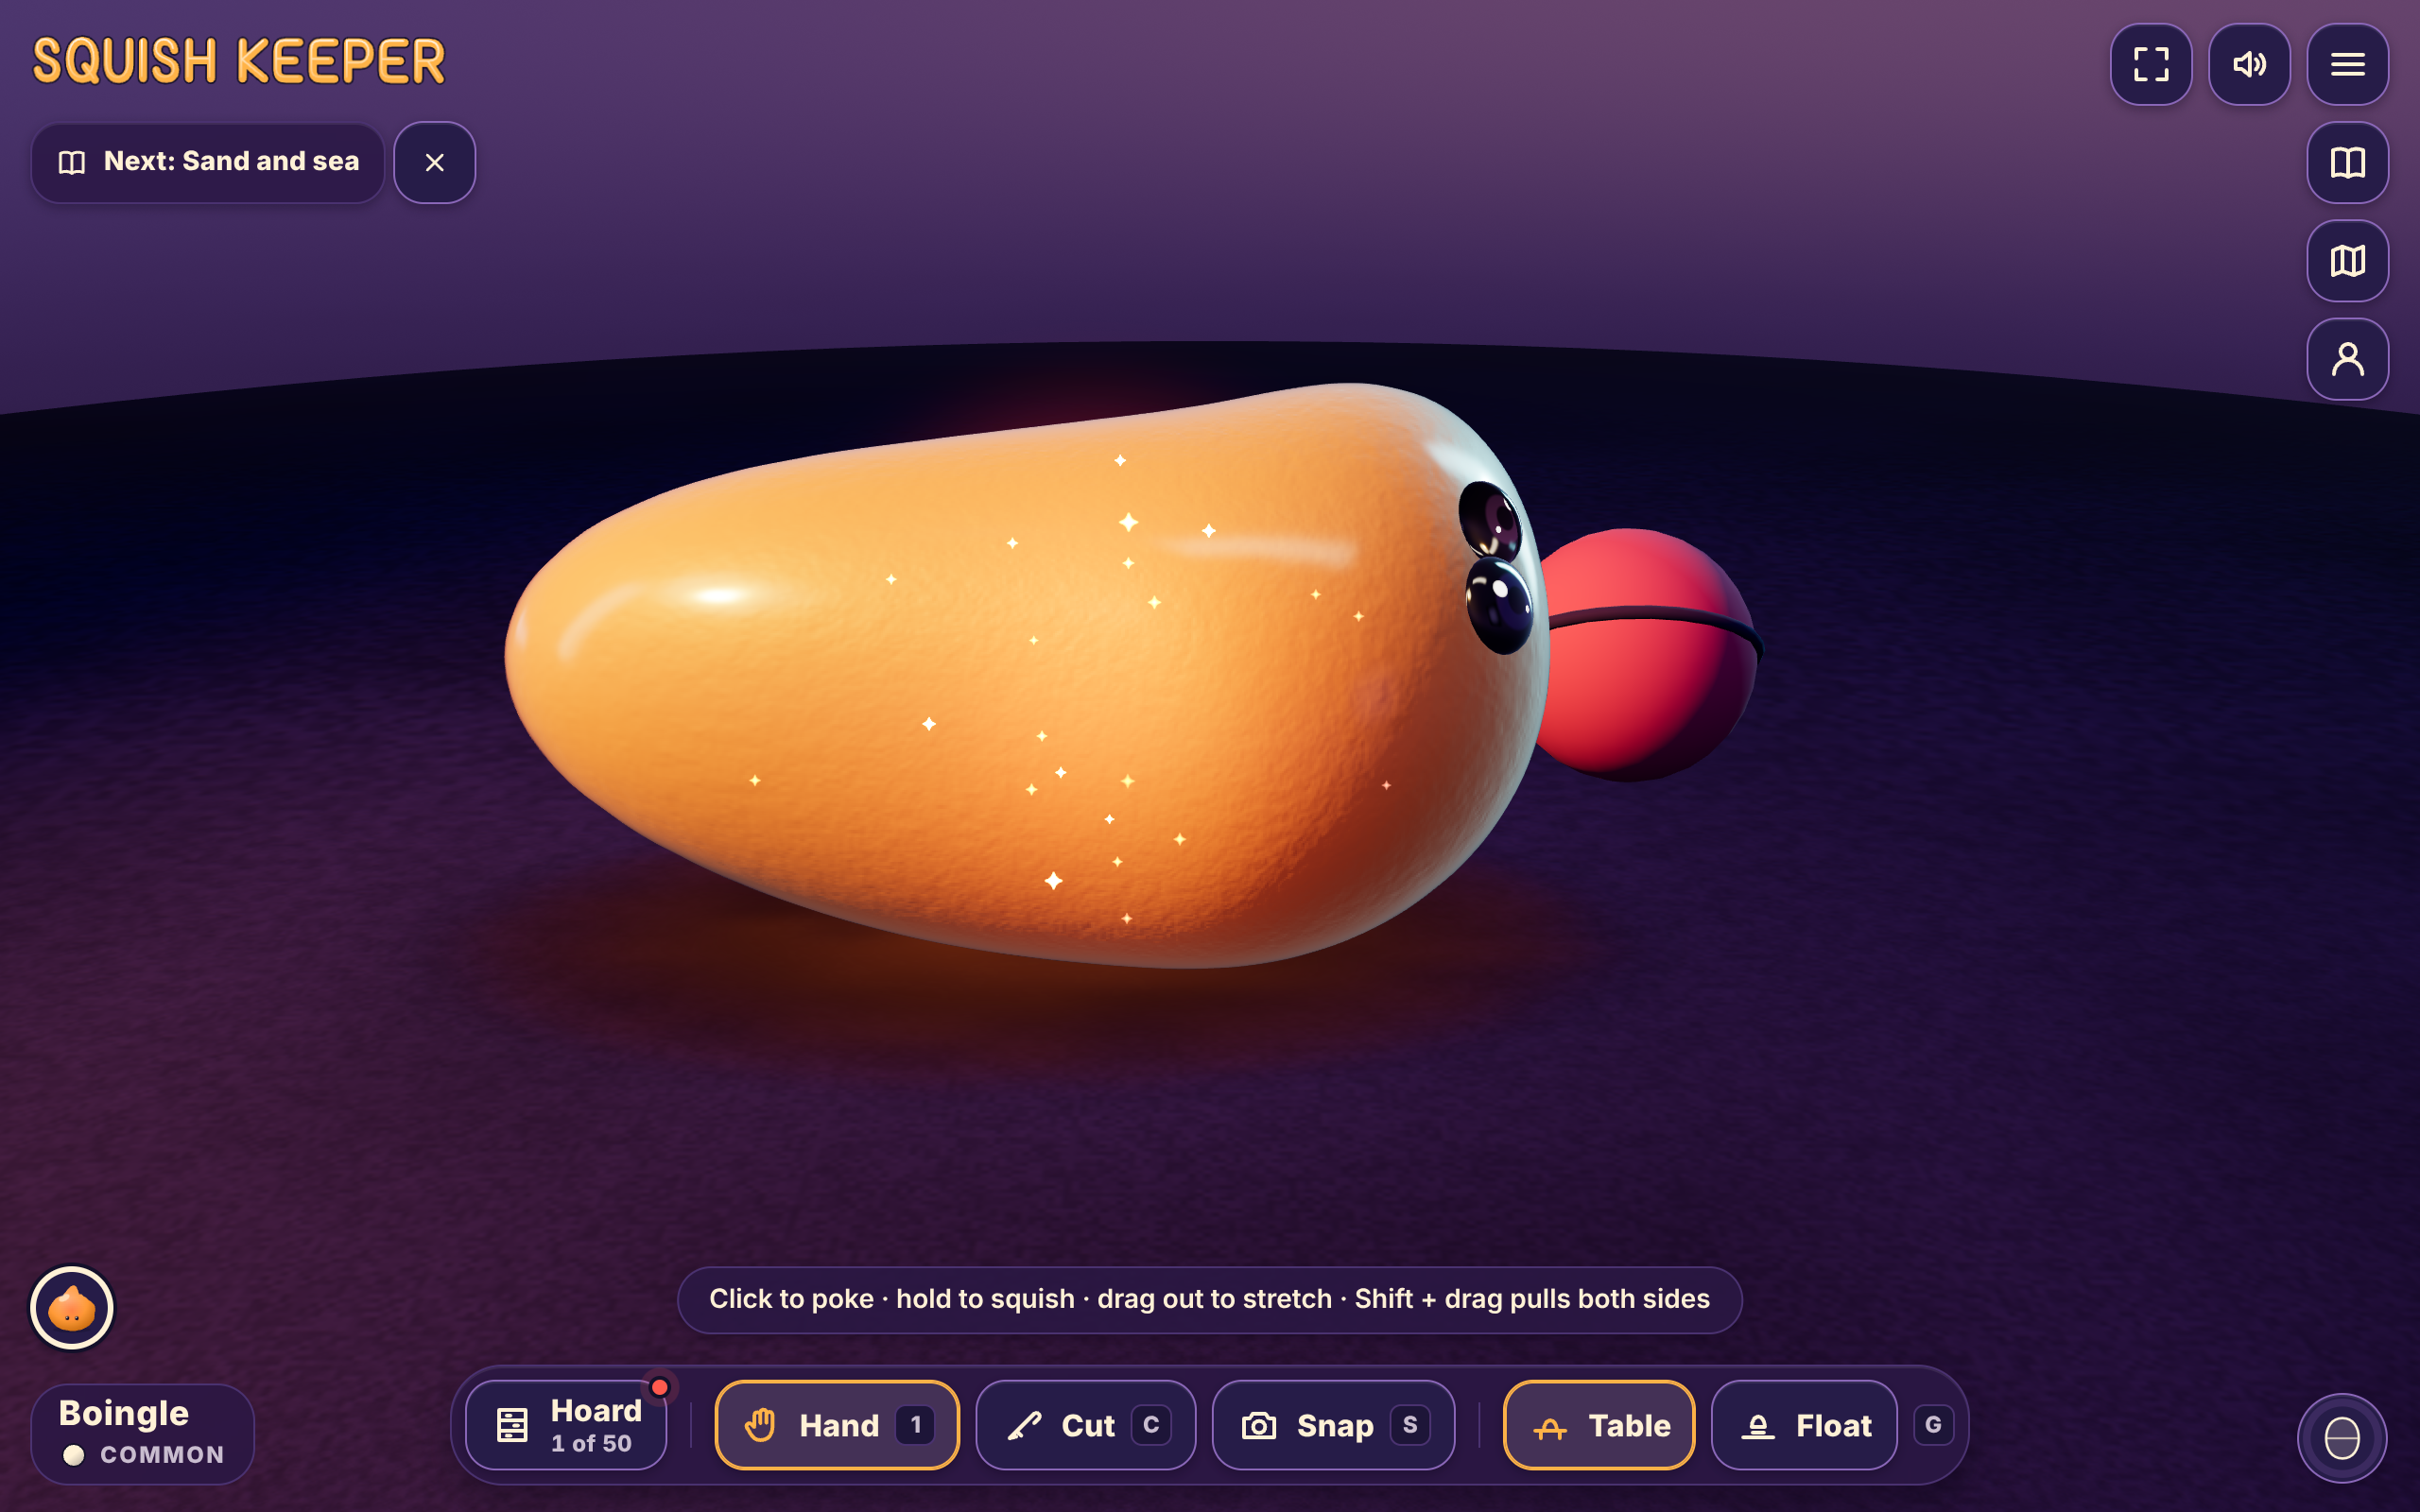 SQUISH KEEPER
Next: Sand and sea
Click to poke · hold to squish · drag out to stretch · Shift + drag pulls both sides
Boingle
COMMON
Hoard
1 of 50
Hand 1
Cut C
Snap S
Table
Float G